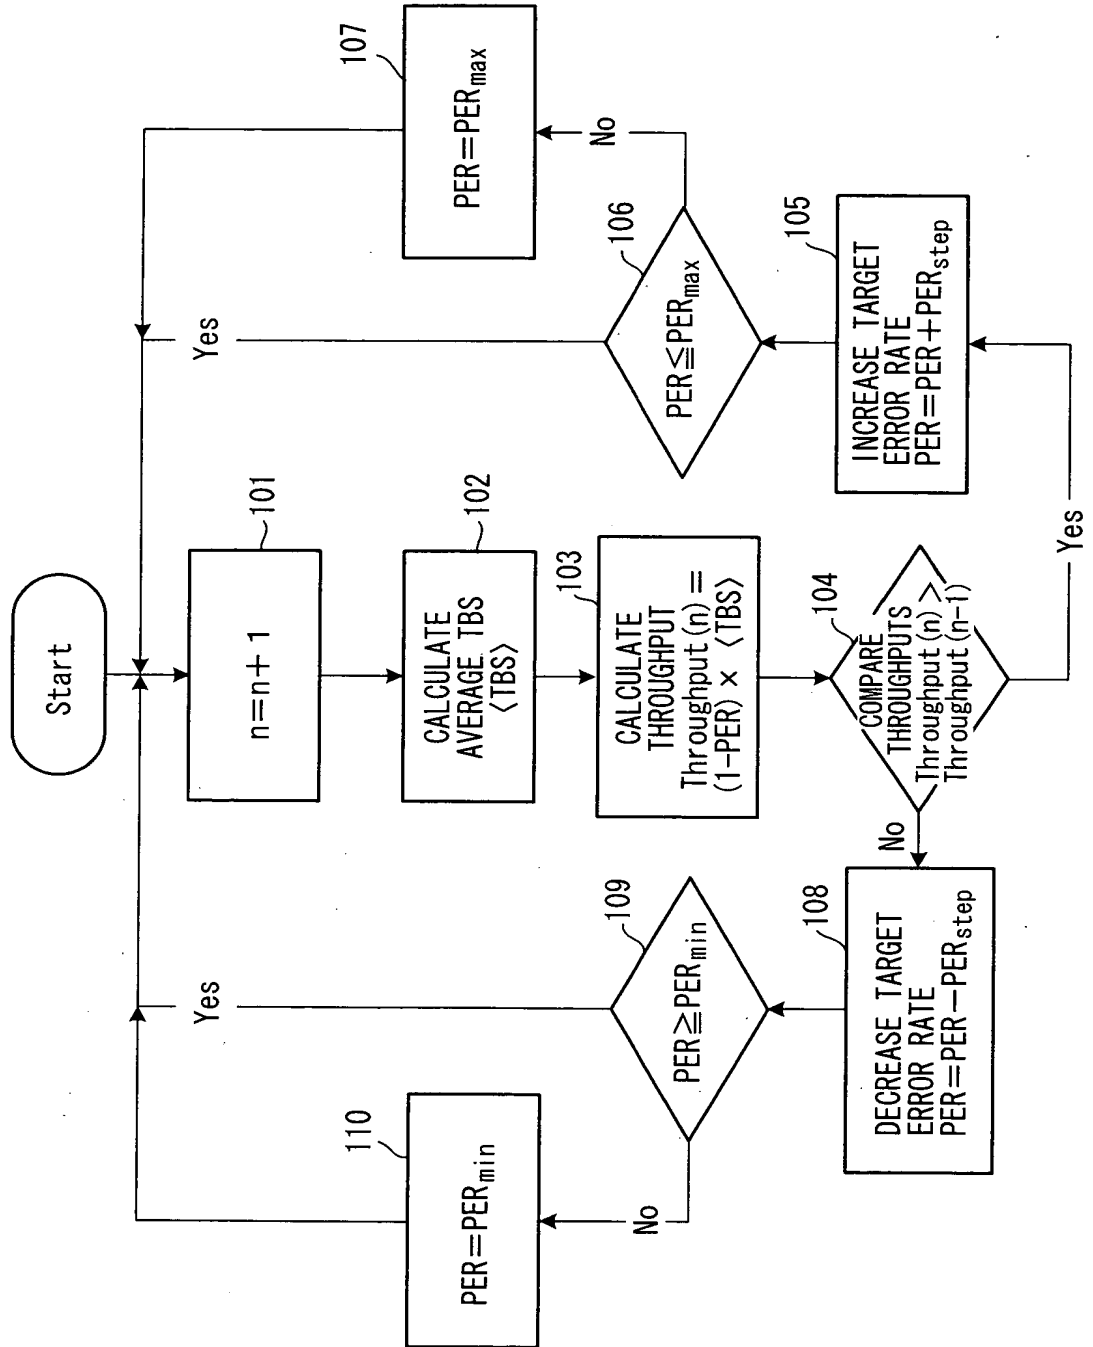 Start
101
n=n+1
102
CALCULATE
AVERAGE TBS
<TBS>
103
CALCULATE
THROUGHPUT
Throughput(n)=
(1-PER)×<TBS>
104
COMPARE
THROUGHPUTS
Throughput(n)>
Throughput(n-1)
Yes
105
INCREASE TARGET
ERROR RATE
PER=PER+PERstep
106
PER≦PERmax
Yes
No
107
PER=PERmax
No
108
DECREASE TARGET
ERROR RATE
PER=PER−PERstep
109
PER≧PERmin
Yes
No
110
PER=PERmin